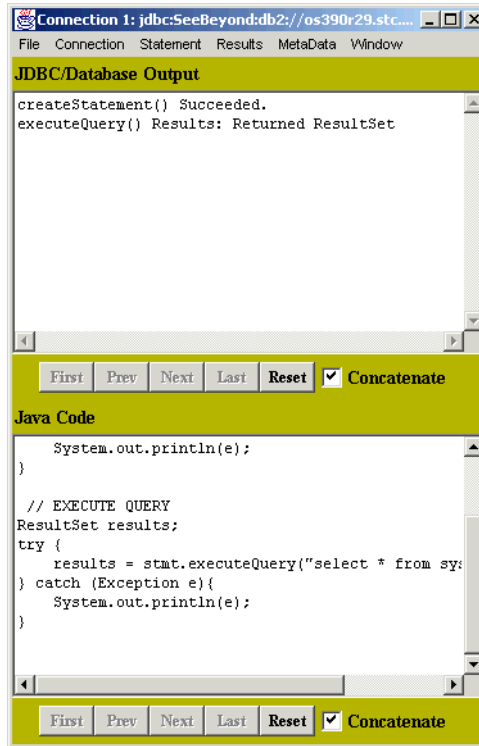 Connection 1: jdbc:SeeBeyond:db2://os390r29.stc....
File Connection Statement Results MetaData Window
JDBC/Database Output
createStatement() Succeeded.
executeQuery() Results: Returned ResultSet
First Prev Next Last Reset Concatenate
Java Code
    System.out.println(e);
}
 // EXECUTE QUERY
ResultSet results;
try {
    results = stmt.executeQuery("select * from sys
} catch (Exception e){
    System.out.println(e);
}
First Prev Next Last Reset Concatenate